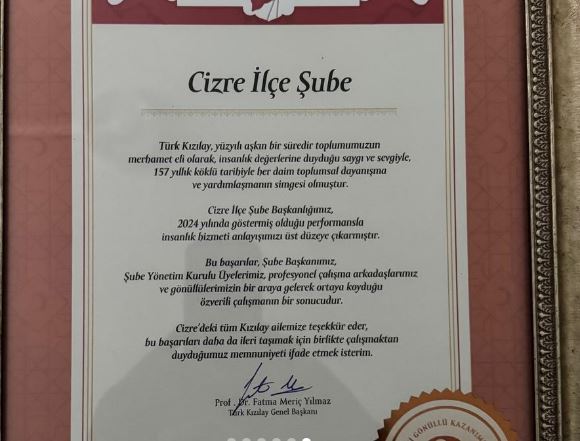 Cizre İlçe Şube
Türk Kızılay, yüzyılı aşkın bir süredir toplumumuzun
merhamet eli olarak, insanlık değerlerine duyduğu saygı ve sevgiyle,
157 yıllık köklü tarihiyle her daim toplumsal dayanışma
ve yardımlaşmanın simgesi olmuştur.
Cizre İlçe Şube Başkanlığımız,
2024 yılında göstermiş olduğu performansla
insanlık hizmeti anlayışımızı üst düzeye çıkarmıştır.
Bu başarılar, Şube Başkanımız,
Şube Yönetim Kurulu Üyelerimiz, profesyonel çalışma arkadaşlarımız
ve gönüllülerimizin bir araya gelerek ortaya koyduğu
özverili çalışmanın bir sonucudur.
Cizre'deki tüm Kızılay ailemize teşekkür eder,
bu başarıları daha da ileri taşımak için birlikte çalışmaktan
duyduğumuz memnuniyeti ifade etmek isterim.
Prof. Dr. Fatma Meriç Yılmaz
Türk Kızılay Genel Başkanı
GÖNÜLLÜ